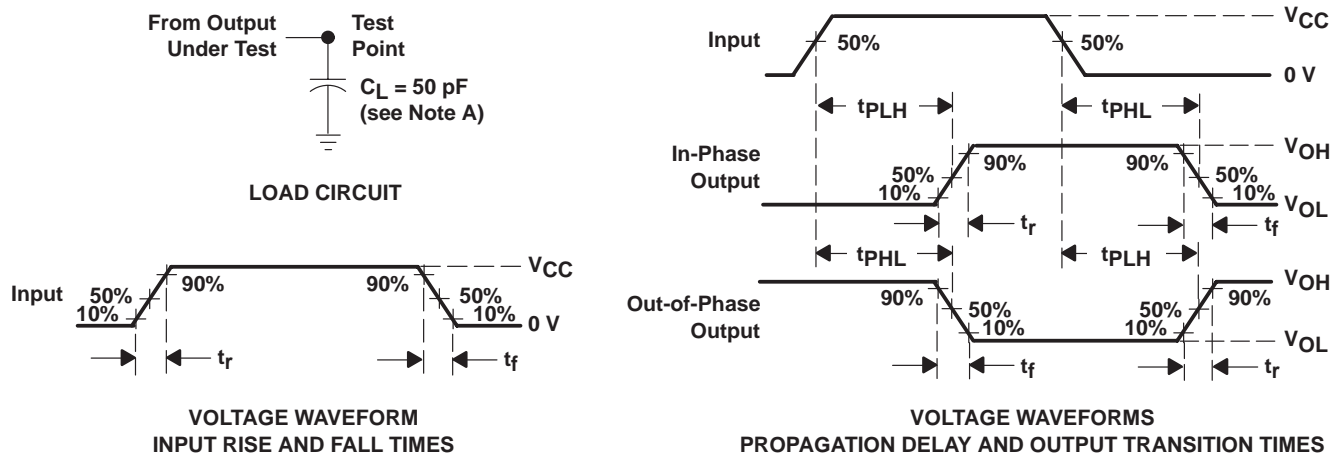 From Output
Under Test
Test
Point
CL = 50 pF
(see Note A)
LOAD CIRCUIT
Input
50%
10%
90%
90%
50%
10%
VCC
0 V
tr
tf
VOLTAGE WAVEFORM
INPUT RISE AND FALL TIMES
Input
50%
50%
VCC
0 V
tPLH
tPHL
In-Phase
Output
50%
10%
90%
90%
50%
10%
VOH
VOL
tr
tf
tPHL
tPLH
Out-of-Phase
Output
90%
50%
10%
50%
10%
90%
VOH
VOL
tf
tr
VOLTAGE WAVEFORMS
PROPAGATION DELAY AND OUTPUT TRANSITION TIMES